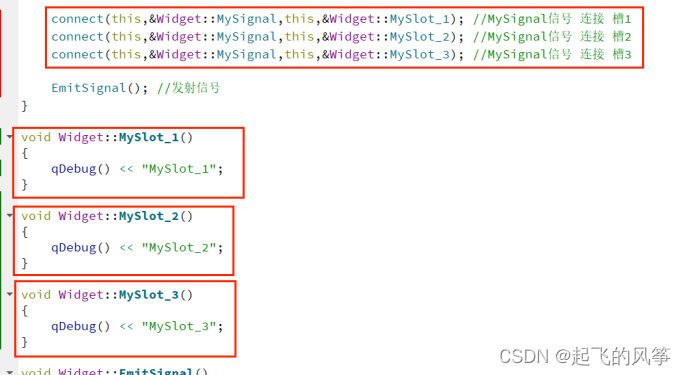 connect(this,&Widget::MySignal,this,&Widget::MySlot_1); //MySignal信号 连接 槽1
connect(this,&Widget::MySignal,this,&Widget::MySlot_2); //MySignal信号 连接 槽2
connect(this,&Widget::MySignal,this,&Widget::MySlot_3); //MySignal信号 连接 槽3
EmitSignal(); //发射信号
}
void Widget::MySlot_1()
{
qDebug() << "MySlot_1";
}
void Widget::MySlot_2()
{
qDebug() << "MySlot_2";
}
void Widget::MySlot_3()
{
qDebug() << "MySlot_3";
}
void Widget::EmitSignal()
CSDN @起飞的风筝